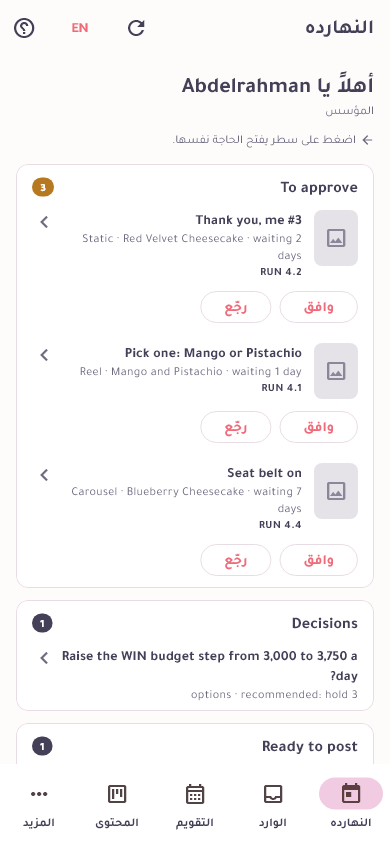 النهارده
EN
أهلاً يا Abdelrahman
المؤسس
← اضغط على سطر يفتح الحاجة نفسها.
To approve
3
Thank you, me #3
Static · Red Velvet Cheesecake · waiting 2
days
RUN 4.2
وافق
رجّع
Pick one: Mango or Pistachio
Reel · Mango and Pistachio · waiting 1 day
RUN 4.1
وافق
رجّع
Seat belt on
Carousel · Blueberry Cheesecake · waiting 7
days
RUN 4.4
وافق
رجّع
Decisions
1
Raise the WIN budget step from 3,000 to 3,750 a
day?
3 options · recommended: hold
Ready to post
1
النهارده
الوارد
التقويم
المحتوى
المزيد